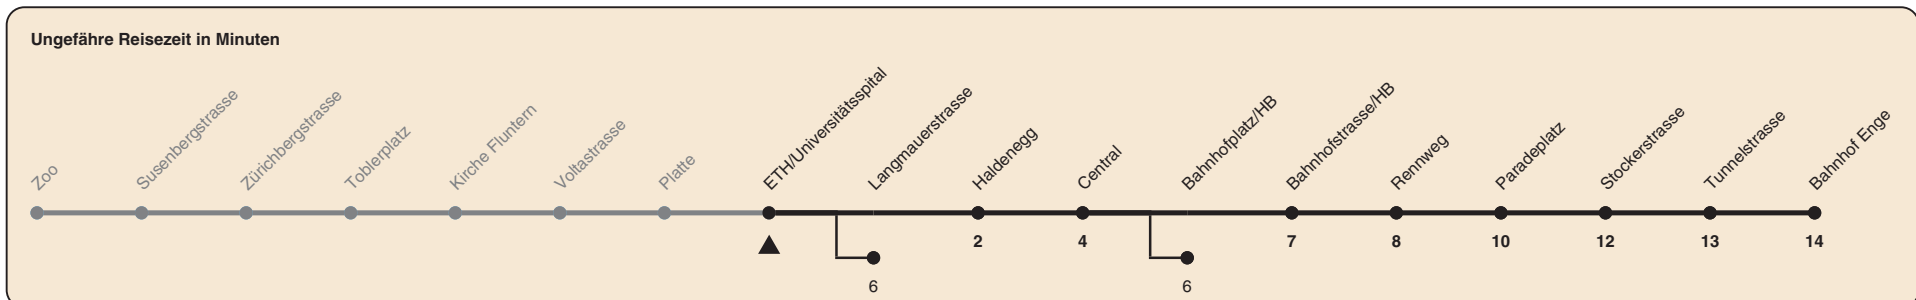 Ungefähre Reisezeit in Minuten
Zoo
Susenbergstrasse
Zürichbergstrasse
Toblerplatz
Kirche Fluntern
Voltastrasse
Platte
ETH/Universitätsspital
Langmauerstrasse
Haldenegg
Central
Bahnhofplatz/HB
Bahnhofstrasse/HB
Rennweg
Paradeplatz
Stockerstrasse
Tunnelstrasse
Bahnhof Enge
2 4 7 8 10 12 13 14
6 6